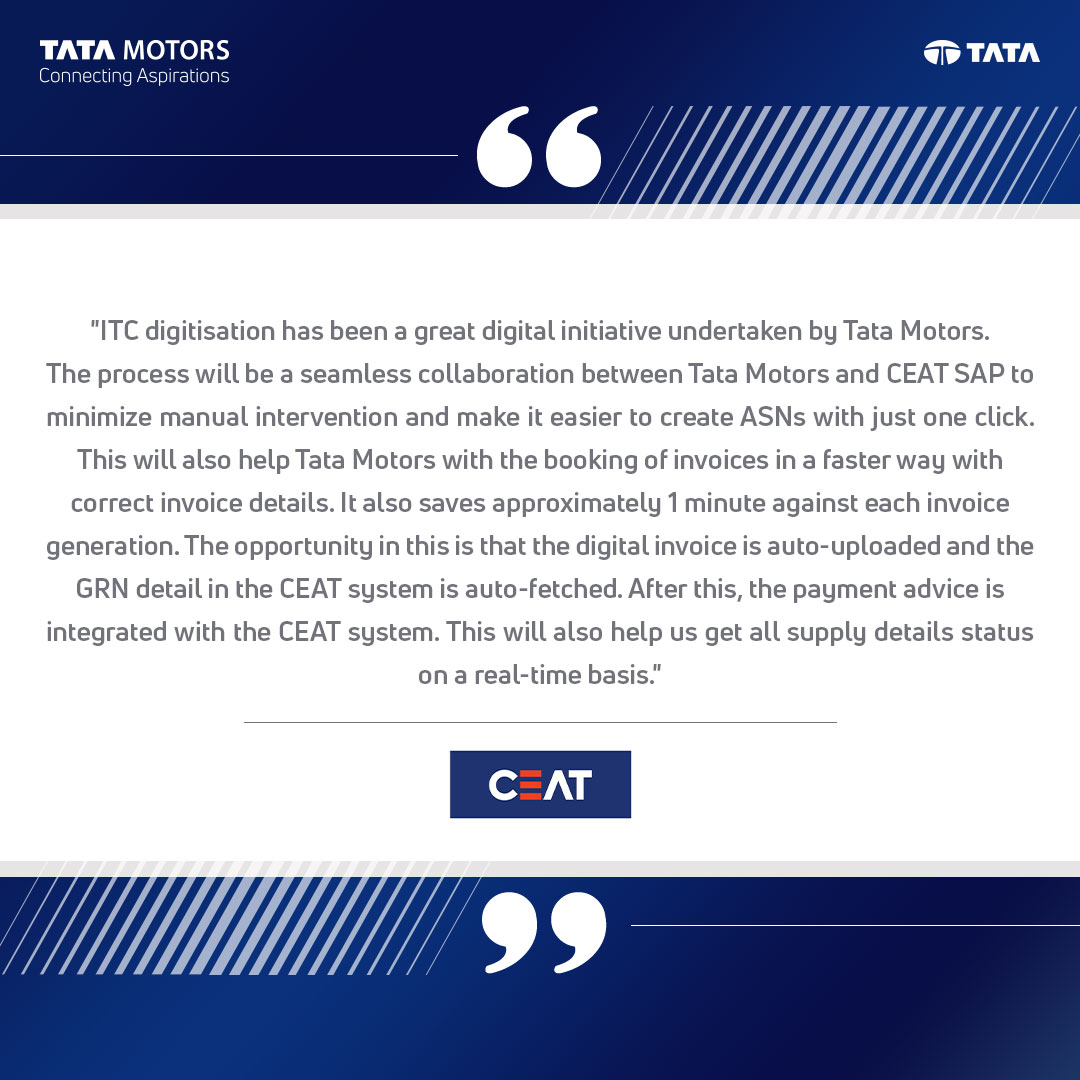 TATA MOTORS
Connecting Aspirations
TATA
"ITC digitisation has been a great digital initiative undertaken by Tata Motors.
The process will be a seamless collaboration between Tata Motors and CEAT SAP to
minimize manual intervention and make it easier to create ASNs with just one click.
This will also help Tata Motors with the booking of invoices in a faster way with
correct invoice details. It also saves approximately 1 minute against each invoice
generation. The opportunity in this is that the digital invoice is auto-uploaded and the
GRN detail in the CEAT system is auto-fetched. After this, the payment advice is
integrated with the CEAT system. This will also help us get all supply details status
on a real-time basis."
CEAT